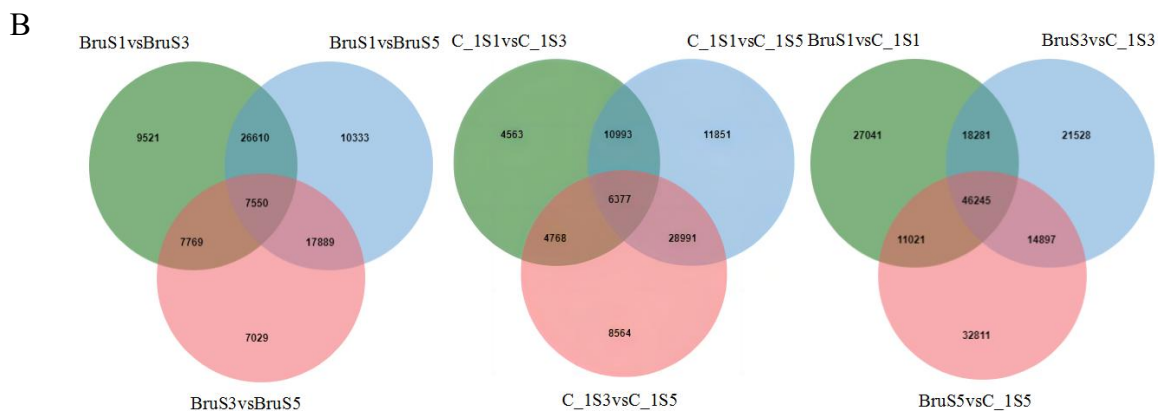 B
BruS1vsBruS3
BruS1vsBruS5
9521
26610
10333
7550
7769
17889
7029
BruS3vsBruS5
C_1S1vsC_1S3
C_1S1vsC_1S5
4563
10993
11851
6377
4768
28991
8564
C_1S3vsC_1S5
BruS1vsC_1S1
BruS3vsC_1S3
27041
18281
21528
46245
11021
14897
32811
BruS5vsC_1S5